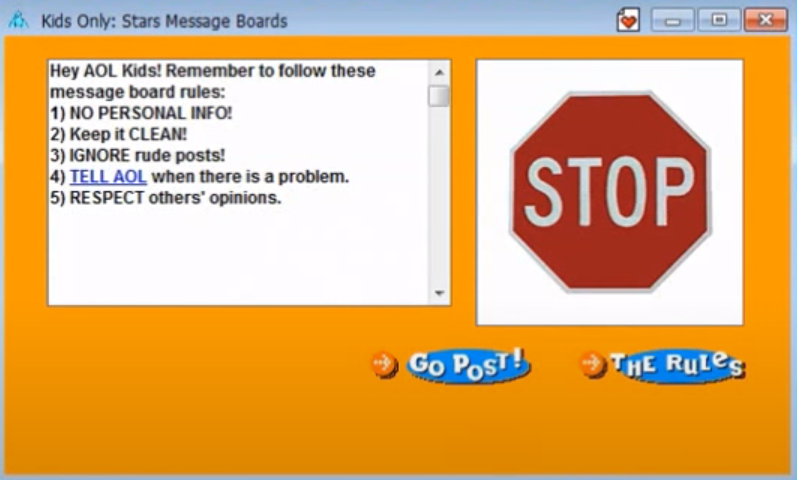 Kids Only: Stars Message Boards
Hey AOL Kids! Remember to follow these
message board rules:
1) NO PERSONAL INFO!
2) Keep it CLEAN!
3) IGNORE rude posts!
4) TELL AOL when there is a problem.
5) RESPECT others' opinions.
STOP
GO POST!
THE RULES